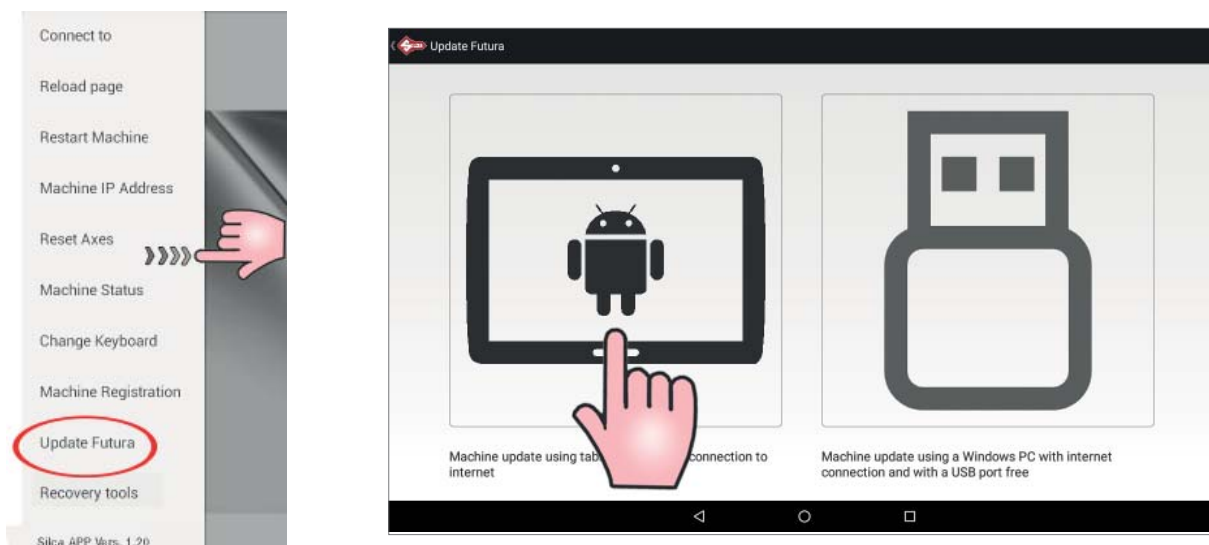 Connect to
Reload page
Restart Machine
Machine IP Address
Reset Axes
Machine Status
Change Keyboard
Machine Registration
Update Futura
Recovery tools
Silca APP Vers. 1.20
Update Futura
Machine update using tab connection to
internet
Machine update using a Windows PC with internet
connection and with a USB port free